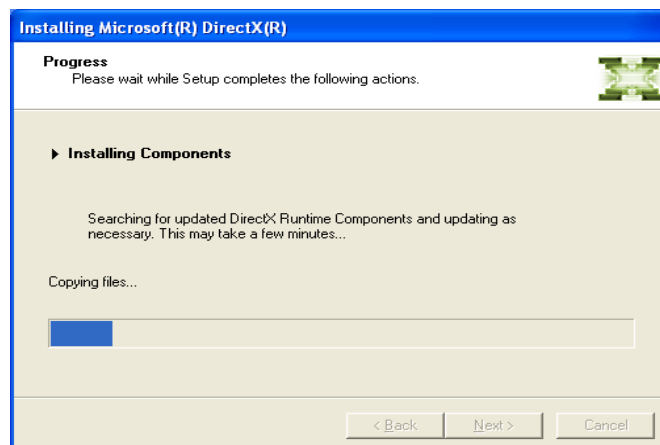 Installing Microsoft(R) DirectX(R)
Progress
Please wait while Setup completes the following actions.
Installing Components
Searching for updated DirectX Runtime Components and updating as
necessary. This may take a few minutes...
Copying files...
< Back
Next >
Cancel